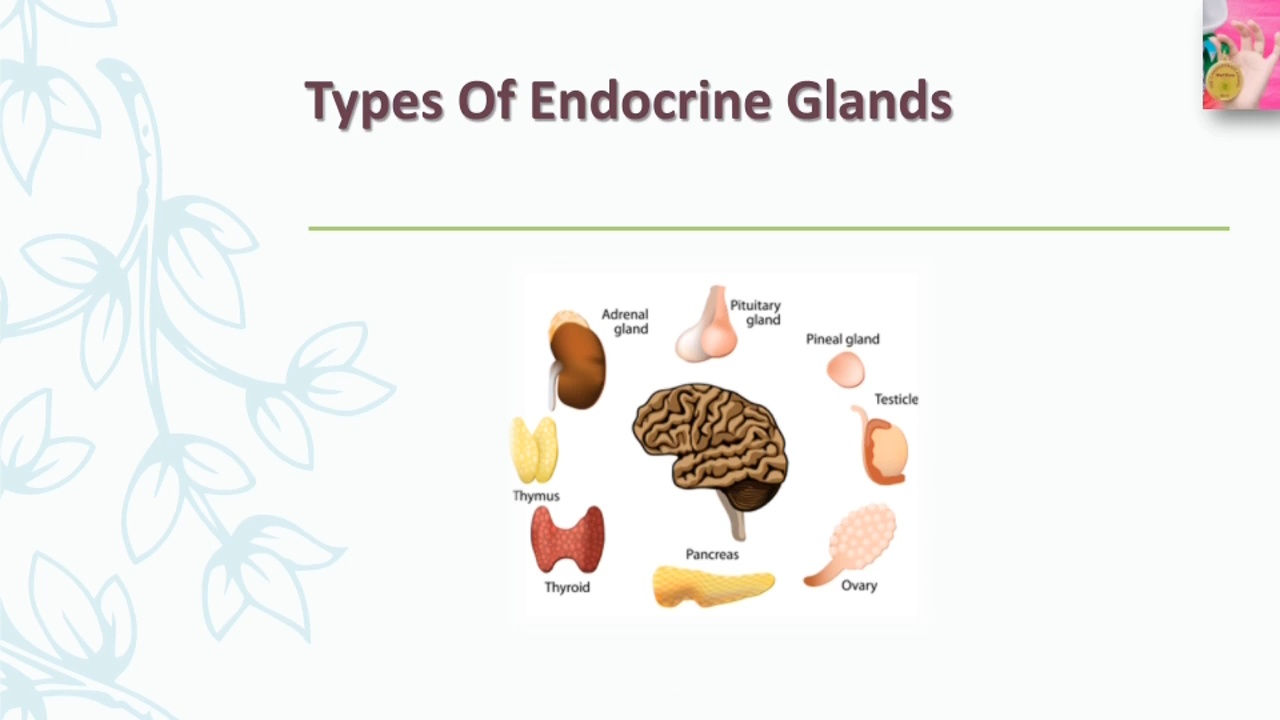 Types Of Endocrine Glands
Adrenal
gland
Pituitary
gland
Pineal gland
Testicle
Thymus
Thyroid
Pancreas
Ovary